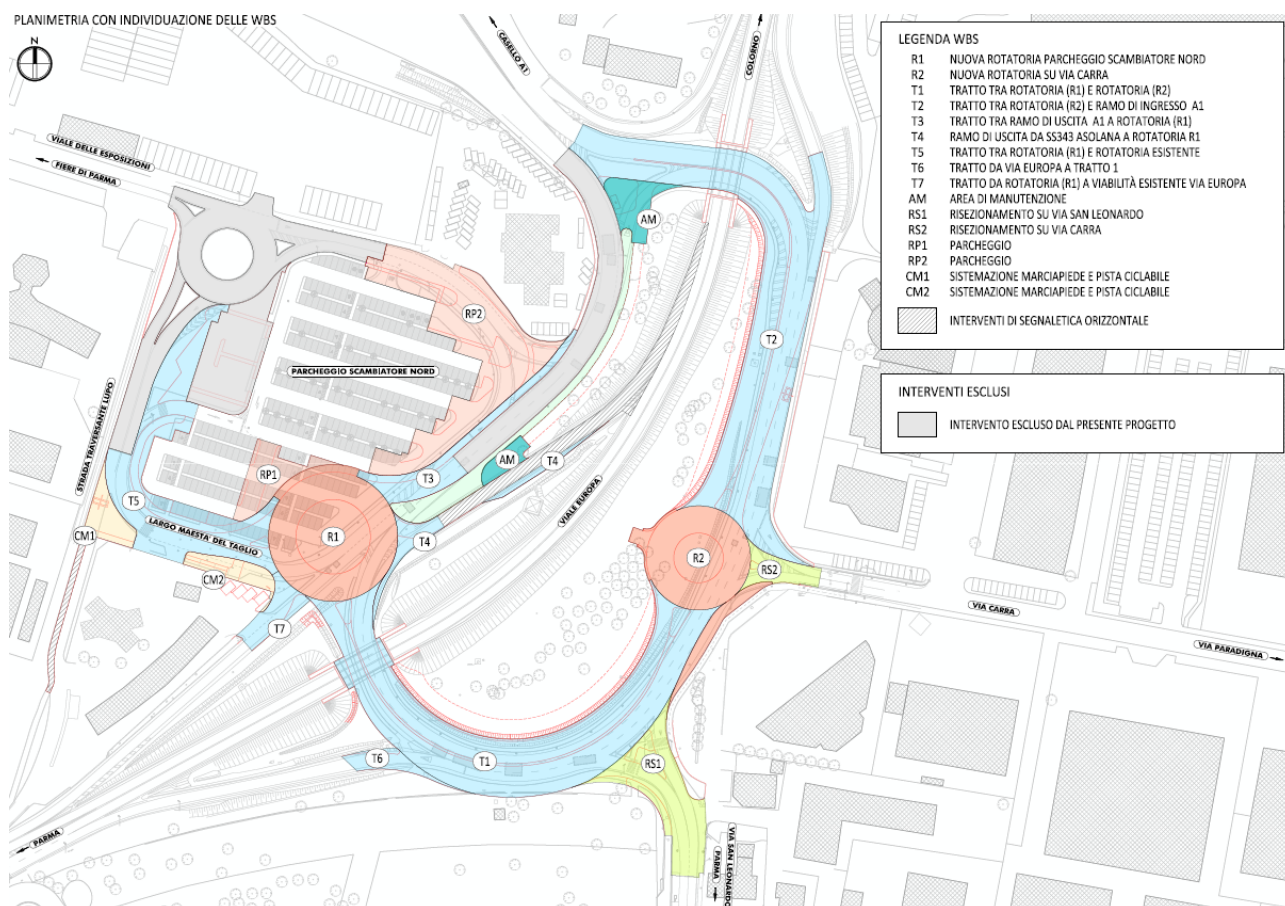 PLANIMETRIA CON INDIVIDUAZIONE DELLE WBS
N
CASELLO A1
COLORNO
LEGENDA WBS
R1 NUOVA ROTATORIA PARCHEGGIO SCAMBIATORE NORD
R2 NUOVA ROTATORIA SU VIA CARRA
T1 TRATTO TRA ROTATORIA (R1) E ROTATORIA (R2)
T2 TRATTO TRA ROTATORIA (R2) E RAMO DI INGRESSO A1
T3 TRATTO TRA RAMO DI USCITA A1 A ROTATORIA (R1)
T4 RAMO DI USCITA DA SS343 ASOLANA A ROTATORIA R1
T5 TRATTO TRA ROTATORIA (R1) E ROTATORIA ESISTENTE
T6 TRATTO DA VIA EUROPA A TRATTO 1
T7 TRATTO DA ROTATORIA (R1) A VIABILITÀ ESISTENTE VIA EUROPA
AM AREA DI MANUTENZIONE
RS1 RISEZIONAMENTO SU VIA SAN LEONARDO
RS2 RISEZIONAMENTO SU VIA CARRA
RP1 PARCHEGGIO
RP2 PARCHEGGIO
CM1 SISTEMAZIONE MARCIAPIEDE E PISTA CICLABILE
CM2 SISTEMAZIONE MARCIAPIEDE E PISTA CICLABILE
INTERVENTI DI SEGNALETICA ORIZZONTALE
INTERVENTI ESCLUSI
INTERVENTO ESCLUSO DAL PRESENTE PROGETTO
VIALE DELLE ESPOSIZIONI
FIERE DI PARMA
AM
RP2
T2
PARCHEGGIO SCAMBIATORE NORD
STRADA TRAVERSANTE LUPO
RP1
T3
AM
T4
VIALE EUROPA
T5
LARGO MAESTA' DEL TAGLIO
CM1
R1
T4
R2
RS2
CM2
T7
VIA CARRA
VIA PARADIGNA
T6
T1
RS1
PARMA
VIA SAN LEONARDO
PARMA